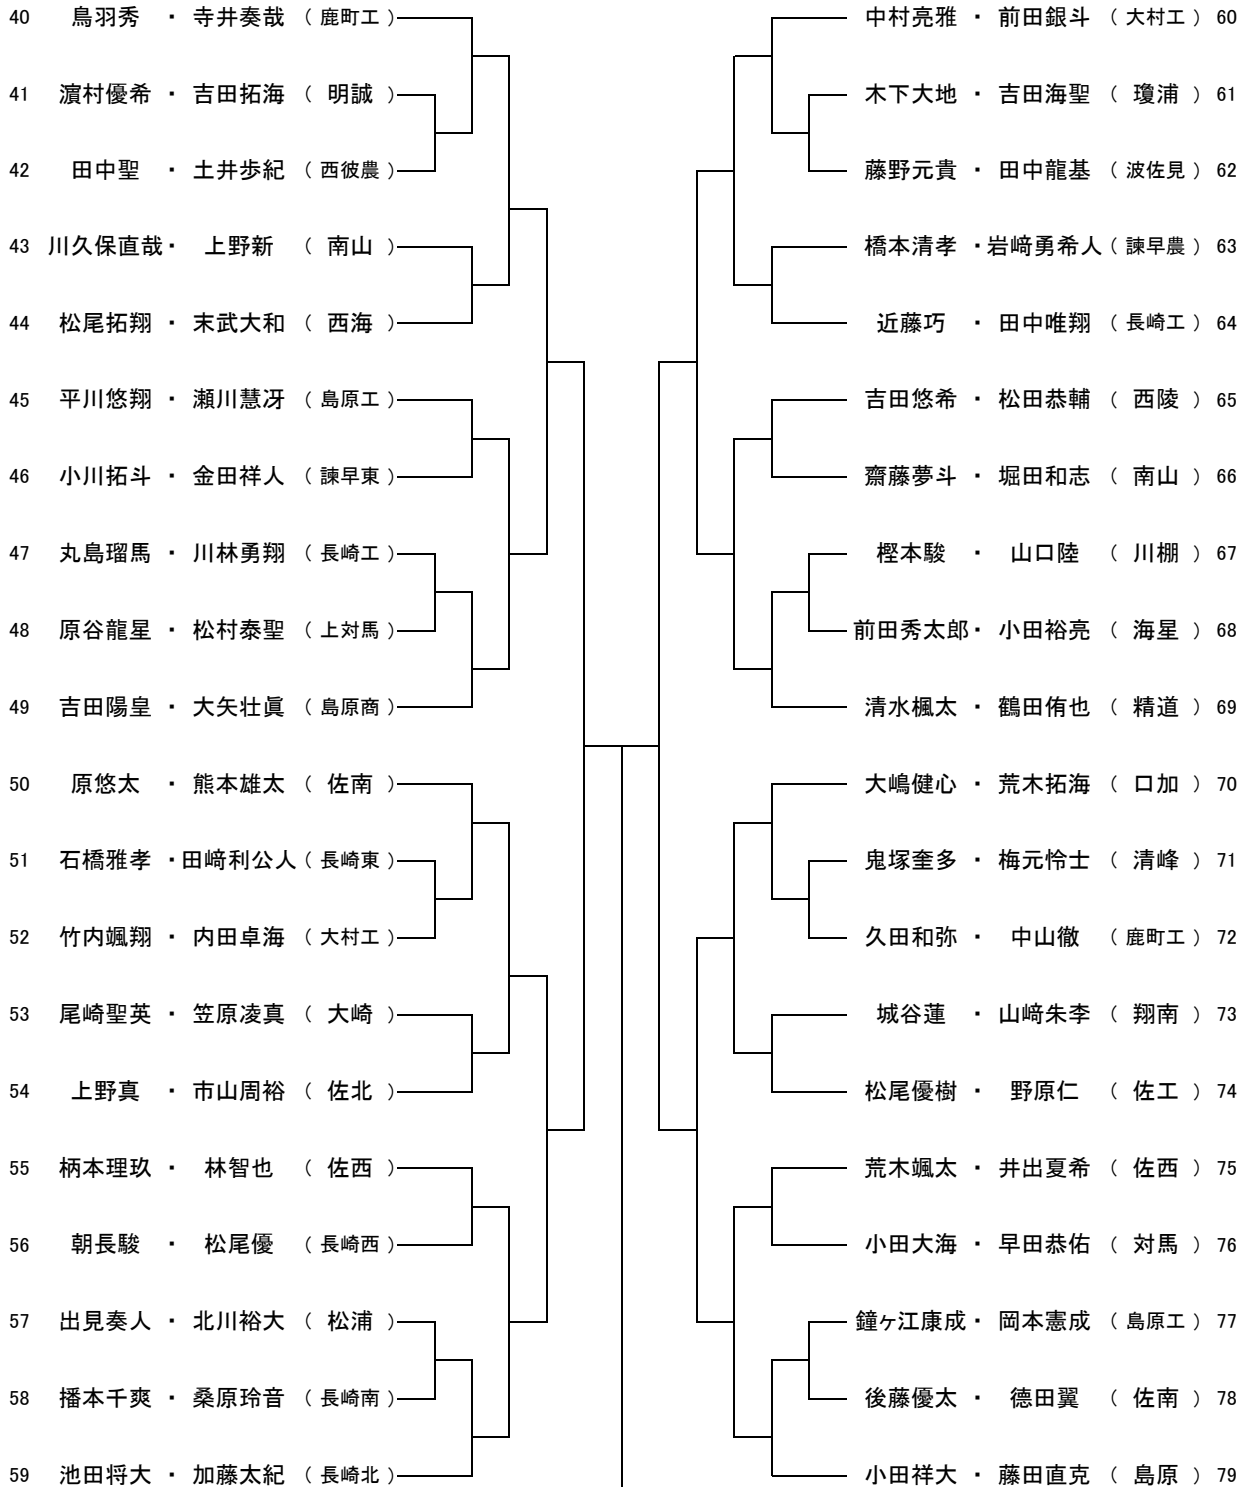 40 鳥羽秀 ・ 寺井奏哉 （ 鹿町工 ）
41 濵村優希 ・ 吉田拓海 （ 明誠 ）
42 田中聖 ・ 土井歩紀 （ 西彼農 ）
43 川久保直哉・ 上野新 （ 南山 ）
44 松尾拓翔 ・ 末武大和 （ 西海 ）
45 平川悠翔 ・ 瀬川慧冴 （ 島原工 ）
46 小川拓斗 ・ 金田祥人 （ 諫早東 ）
47 丸島瑠馬 ・ 川林勇翔 （ 長崎工 ）
48 原谷龍星 ・ 松村泰聖 （ 上対馬 ）
49 吉田陽皇 ・ 大矢壮眞 （ 島原商 ）
50 原悠太 ・ 熊本雄太 （ 佐南 ）
51 石橋雅孝 ・田﨑利公人（ 長崎東 ）
52 竹内颯翔 ・ 内田卓海 （ 大村工 ）
53 尾崎聖英 ・ 笠原凌真 （ 大崎 ）
54 上野真 ・ 市山周裕 （ 佐北 ）
55 柄本理玖 ・ 林智也 （ 佐西 ）
56 朝長駿 ・ 松尾優 （ 長崎西 ）
57 出見奏人 ・ 北川裕大 （ 松浦 ）
58 播本千爽 ・ 桑原玲音 （ 長崎南 ）
59 池田将大 ・ 加藤太紀 （ 長崎北 ）
中村亮雅 ・ 前田銀斗 （ 大村工 ） 60
木下大地 ・ 吉田海聖 （ 瓊浦 ） 61
藤野元貴 ・ 田中龍基 （ 波佐見 ） 62
橋本清孝 ・岩﨑勇希人（ 諫早農 ） 63
近藤巧 ・ 田中唯翔 （ 長崎工 ） 64
吉田悠希 ・ 松田恭輔 （ 西陵 ） 65
齋藤夢斗 ・ 堀田和志 （ 南山 ） 66
樫本駿 ・ 山口陸 （ 川棚 ） 67
前田秀太郎・ 小田裕亮 （ 海星 ） 68
清水楓太 ・ 鶴田侑也 （ 精道 ） 69
大嶋健心 ・ 荒木拓海 （ 口加 ） 70
鬼塚奎多 ・ 梅元怜士 （ 清峰 ） 71
久田和弥 ・ 中山徹 （ 鹿町工 ） 72
城谷蓮 ・ 山﨑朱李 （ 翔南 ） 73
松尾優樹 ・ 野原仁 （ 佐工 ） 74
荒木颯太 ・ 井出夏希 （ 佐西 ） 75
小田大海 ・ 早田恭佑 （ 対馬 ） 76
鐘ヶ江康成・ 岡本憲成 （ 島原工 ） 77
後藤優太 ・ 德田翼 （ 佐南 ） 78
小田祥大 ・ 藤田直克 （ 島原 ） 79